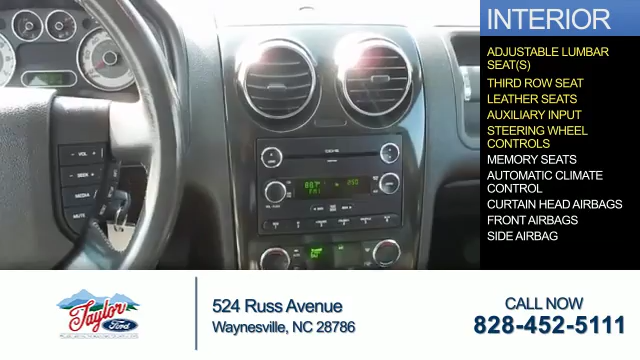 INTERIOR
ADJUSTABLE LUMBAR
SEAT(S)
THIRD ROW SEAT
LEATHER SEATS
AUXILIARY INPUT
STEERING WHEEL
CONTROLS
MEMORY SEATS
AUTOMATIC CLIMATE
CONTROL
CURTAIN HEAD AIRBAGS
FRONT AIRBAGS
SIDE AIRBAG
VOL
SEEK
MEDIA
MUTE
FM1
Taylor
Ford
524 Russ Avenue
Waynesville, NC 28786
CALL NOW
828-452-5111